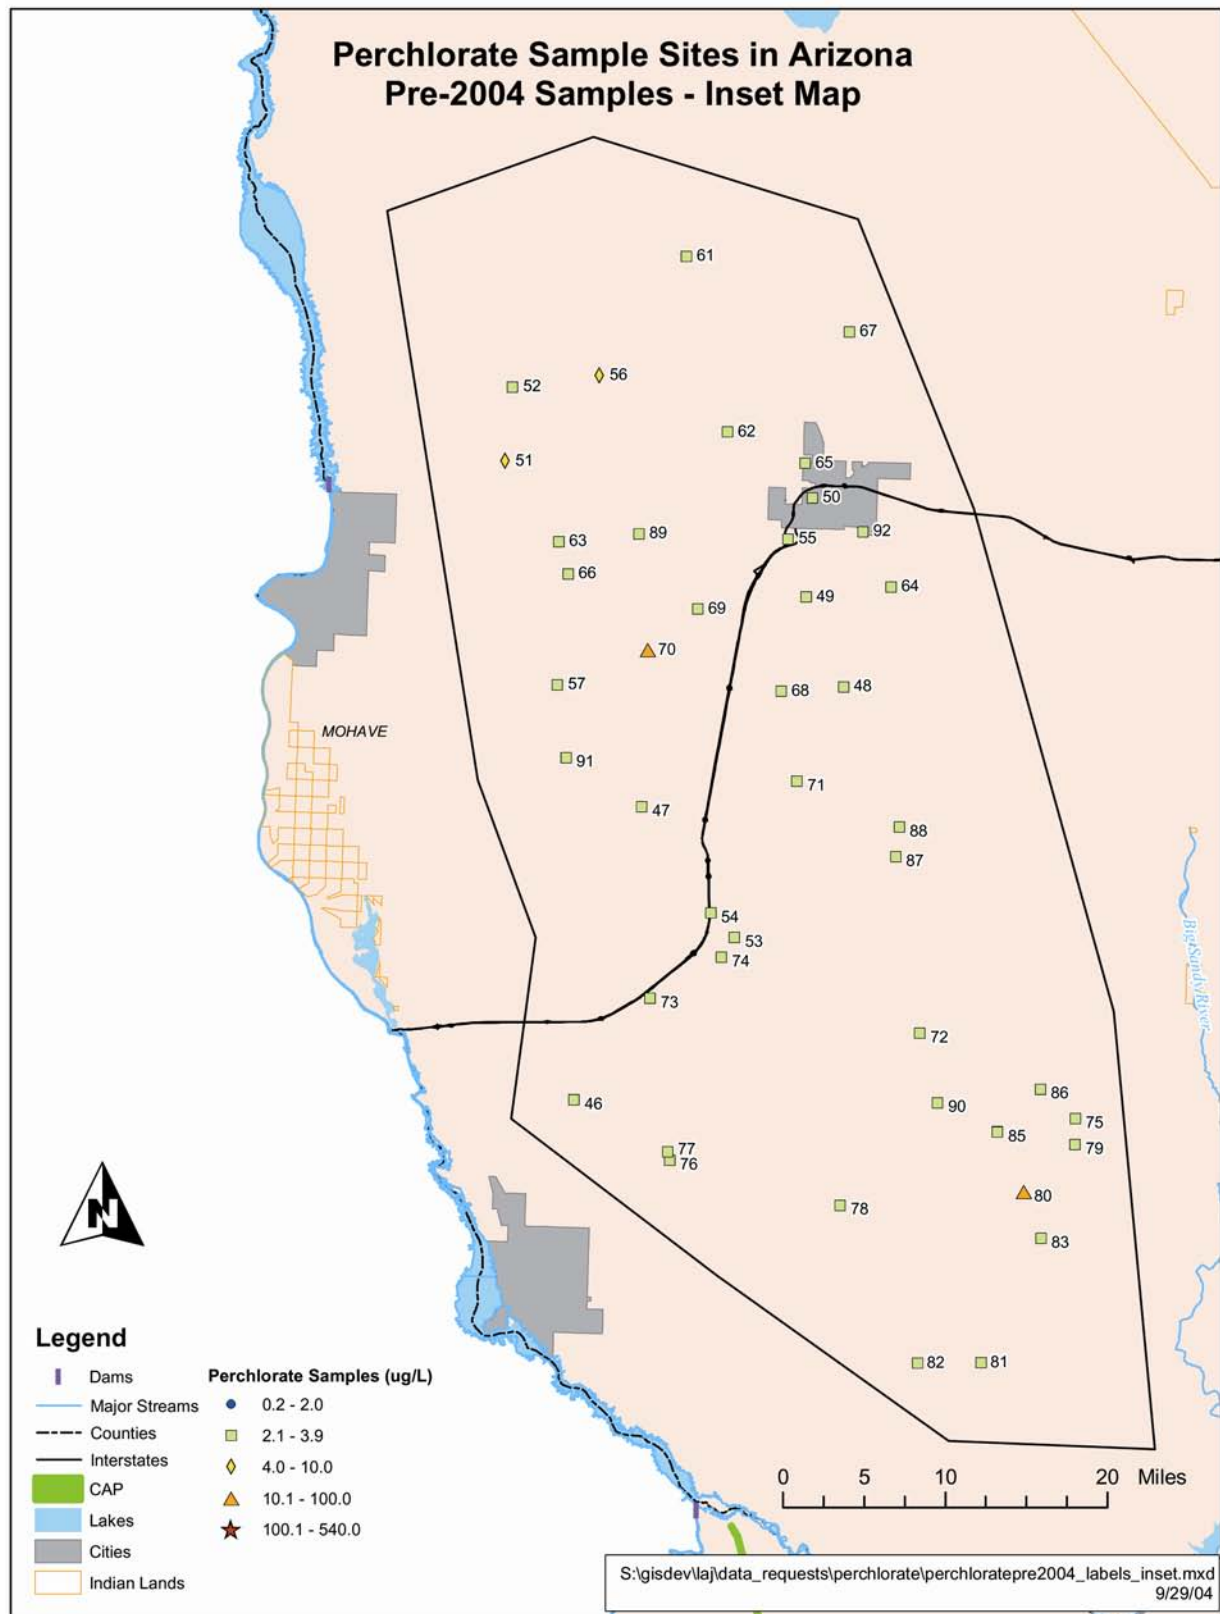 Perchlorate Sample Sites in Arizona
Pre-2004 Samples - Inset Map
61
67
56
52
62
51
65
50
92
89
55
63
66
64
49
69
70
57
68
48
MOHAVE
91
71
47
88
87
54
Big Sandy River
53
74
73
72
86
46
90
75
85
79
77
76
80
78
83
N
82
81
Legend
Dams
Major Streams
Counties
Interstates
CAP
Lakes
Cities
Indian Lands
Perchlorate Samples (ug/L)
0.2 - 2.0
2.1 - 3.9
4.0 - 10.0
10.1 - 100.0
100.1 - 540.0
0 5 10 20 Miles
S:\gisdev\laj\data_requests\perchlorate\perchloratepre2004_labels_inset.mxd
9/29/04